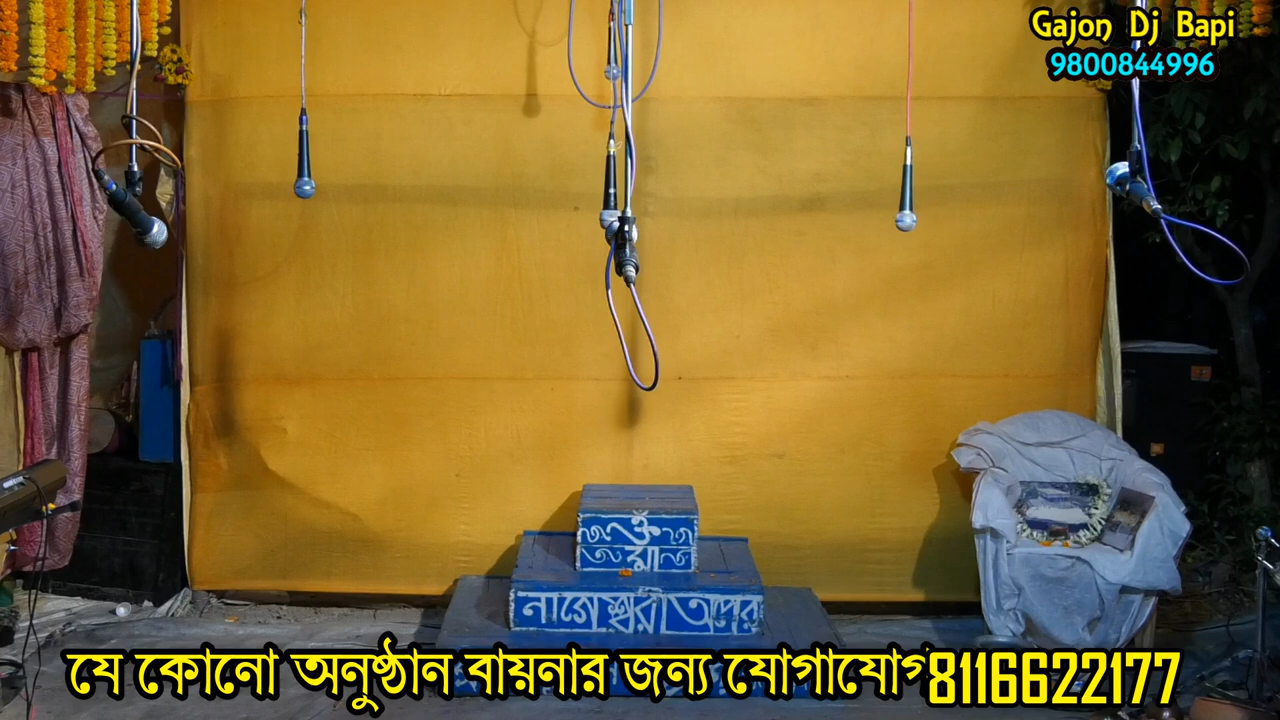 Gajon Dj Bapi
9800844996
ওঁ
মা
নাগেশ্বরী অপেরা
যে কোনো অনুষ্ঠান বায়নার জন্য যোগাযোগ 8116622177